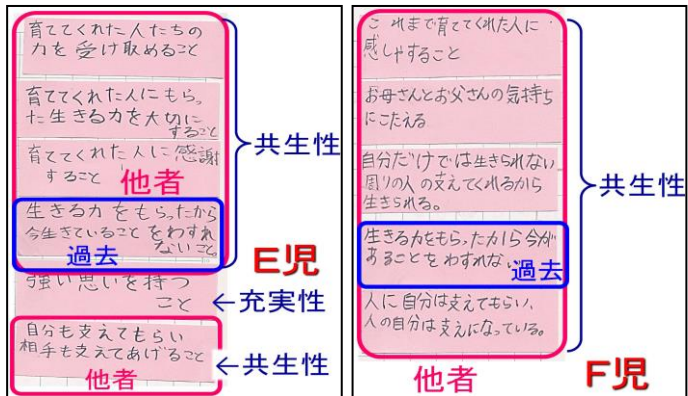 育ててくれた人たちの
力を受け取めること
育ててくれた人にもらっ
た生きる力を大切に
すること
育ててくれた人に感謝
すること
他者
生きる力をもらったから
今生きていることをわすれ
ないこと。
過去
強い思いを持つ
こと
自分も支えてもらい
相手も支えてあげること
他者
共生性
E児
←充実性
←共生性
これまで育ててくれた人に
感しゃすること
お母さんとお父さんの気持ち
にこたえる
自分だけでは生きられない
周りの人の支えてくれるから
生きられる。
生きる力をもらったから今が
あることをわすれない
過去
人に自分は支えてもらい、
人の自分は支えになっている。
他者
共生性
F児